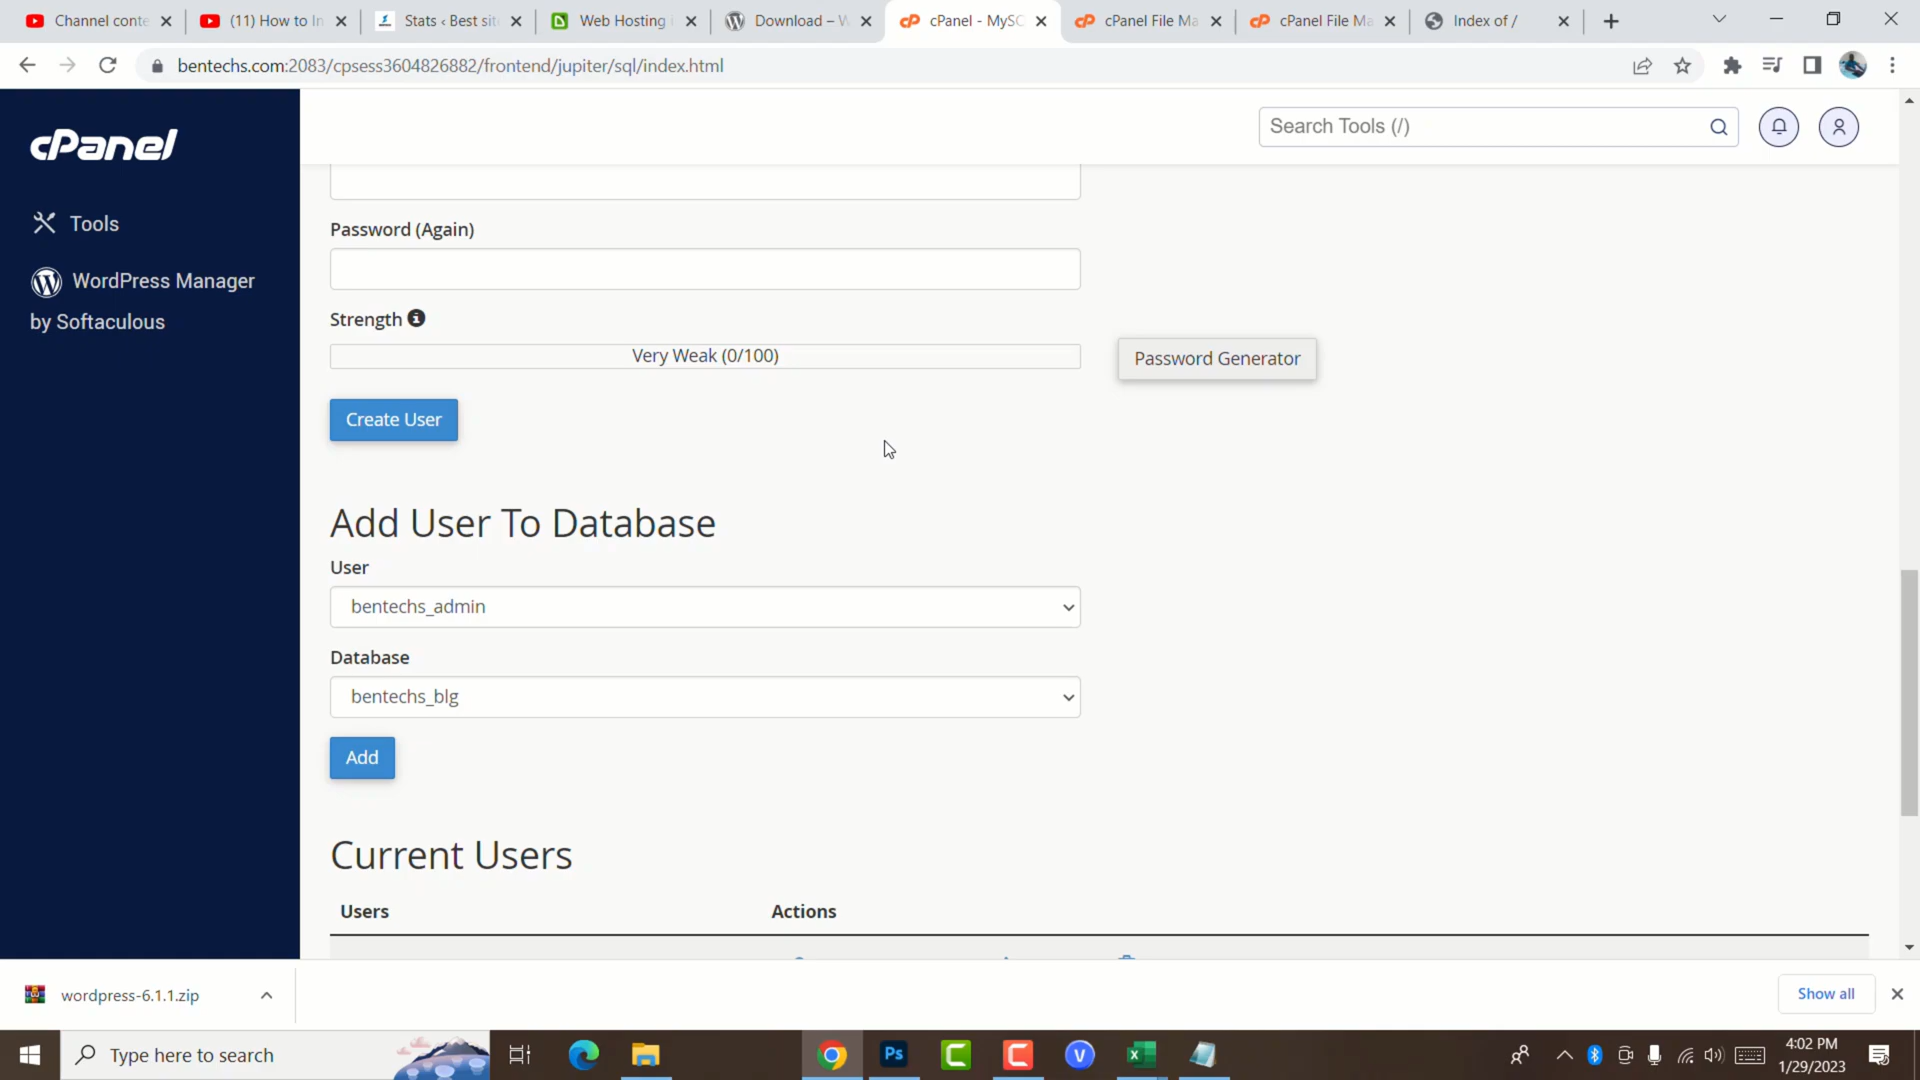 Channel conte
(11) How to In
Stats ‹ Best sit
Web Hosting
Download – W
cPanel - MySQ
cPanel File Ma
cPanel File Ma
Index of /
bentechs.com:2083/cpsess3604826882/frontend/jupiter/sql/index.html
cPanel
Search Tools (/)
Tools
WordPress Manager
by Softaculous
Password (Again)
Strength
Very Weak (0/100)
Password Generator
Create User
Add User To Database
User
bentechs_admin
Database
bentechs_blg
Add
Current Users
Users Actions
wordpress-6.1.1.zip
Show all
Type here to search
Ps
4:02 PM
1/29/2023